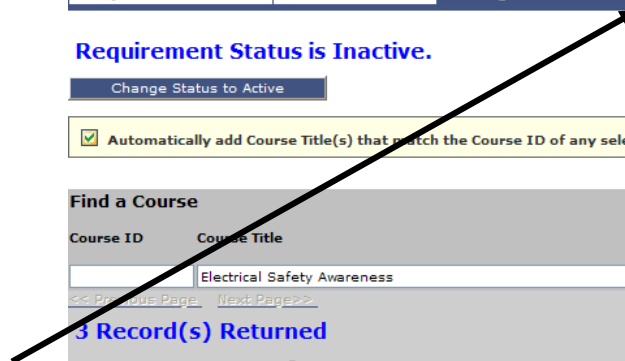 Requirement Status is Inactive.
Change Status to Active
Automatically add Course Title(s) that match the Course ID of any
Find a Course
Course ID Course Title
Electrical Safety Awareness
<< Previous Page Next Page>>
3 Record(s) Returned